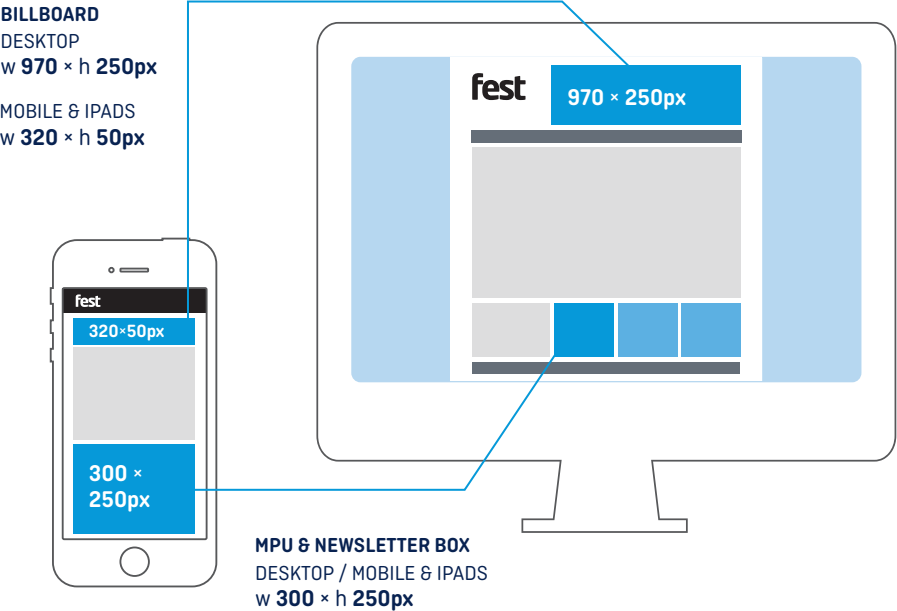 BILLBOARD
DESKTOP
w 970 × h 250px
MOBILE & IPADS
w 320 × h 50px
fest
970 × 250px
fest
320×50px
300 ×
250px
MPU & NEWSLETTER BOX
DESKTOP / MOBILE & IPADS
w 300 × h 250px